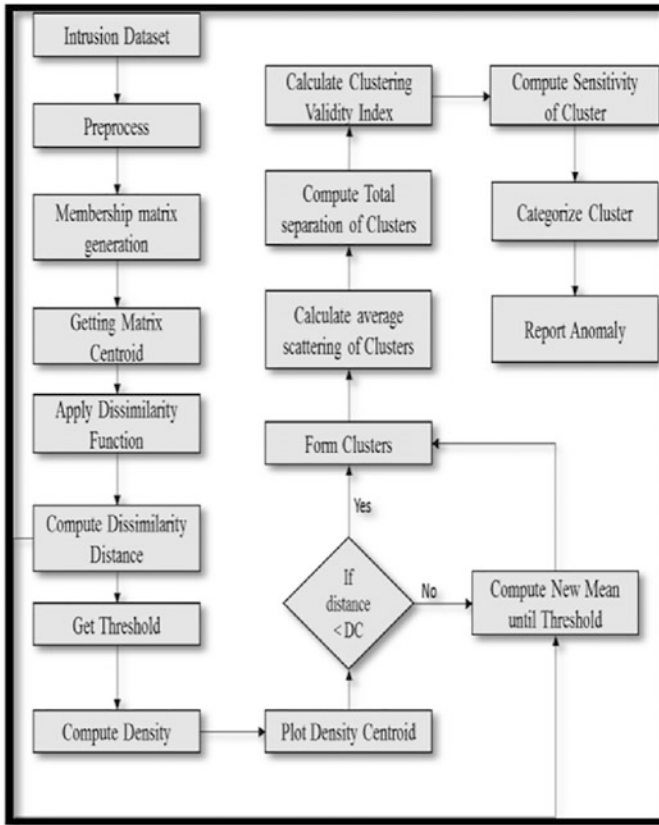 Intrusion Dataset
Preprocess
Membership matrix
generation
Getting Matrix
Centroid
Apply Dissimilarity
Function
Compute Dissimilarity
Distance
Get Threshold
Compute Density
Plot Density Centroid
If
distance
< DC
Yes
No
Compute New Mean
until Threshold
Form Clusters
Calculate average
scattering of Clusters
Compute Total
separation of Clusters
Calculate Clustering
Validity Index
Compute Sensitivity
of Cluster
Categorize Cluster
Report Anomaly